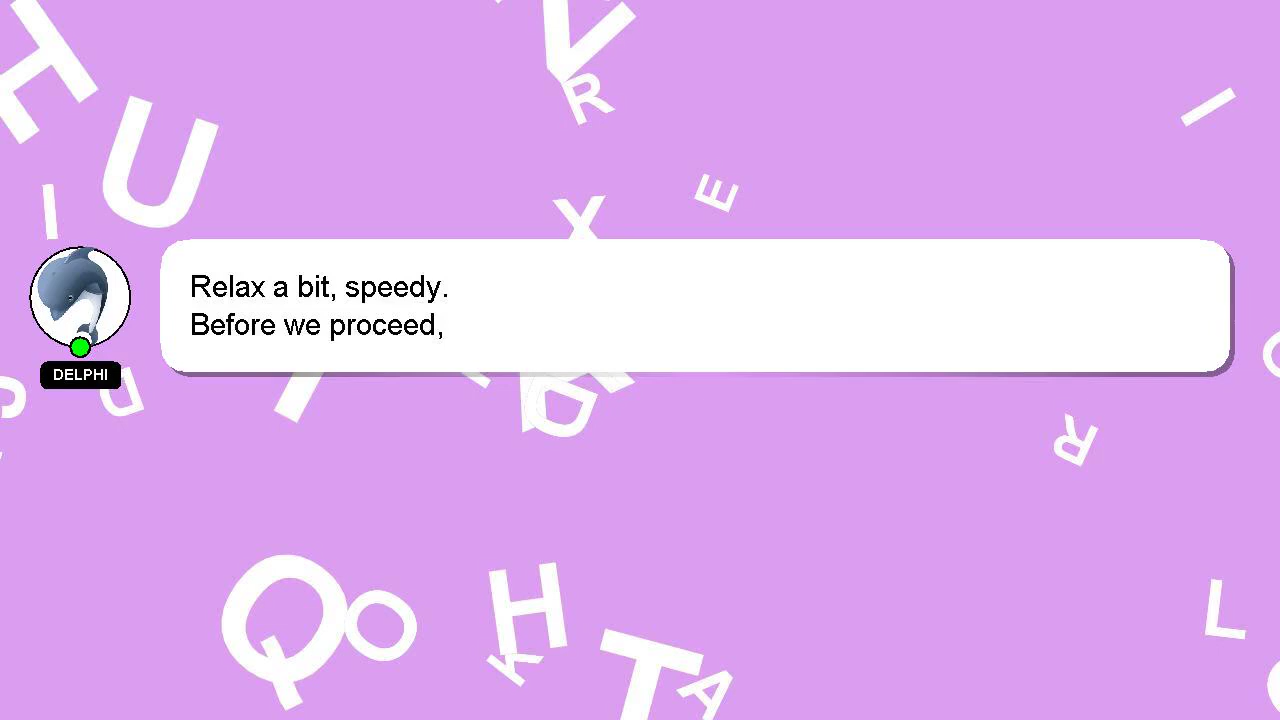 Relax a bit, speedy.
Before we proceed,
DELPHI
H
U
I
V
R
X
E
I
S
D
D
R
Q
O
H
K
T
A
L